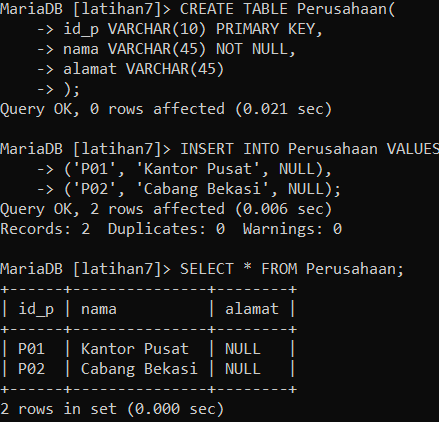 MariaDB [latihan7]> CREATE TABLE Perusahaan(
    -> id_p VARCHAR(10) PRIMARY KEY,
    -> nama VARCHAR(45) NOT NULL,
    -> alamat VARCHAR(45)
    -> );
Query OK, 0 rows affected (0.021 sec)

MariaDB [latihan7]> INSERT INTO Perusahaan VALUES
    -> ('P01', 'Kantor Pusat', NULL),
    -> ('P02', 'Cabang Bekasi', NULL);
Query OK, 2 rows affected (0.006 sec)
Records: 2  Duplicates: 0  Warnings: 0

MariaDB [latihan7]> SELECT * FROM Perusahaan;
+------+---------------+--------+
| id_p | nama          | alamat |
+------+---------------+--------+
| P01  | Kantor Pusat  | NULL   |
| P02  | Cabang Bekasi | NULL   |
+------+---------------+--------+
2 rows in set (0.000 sec)